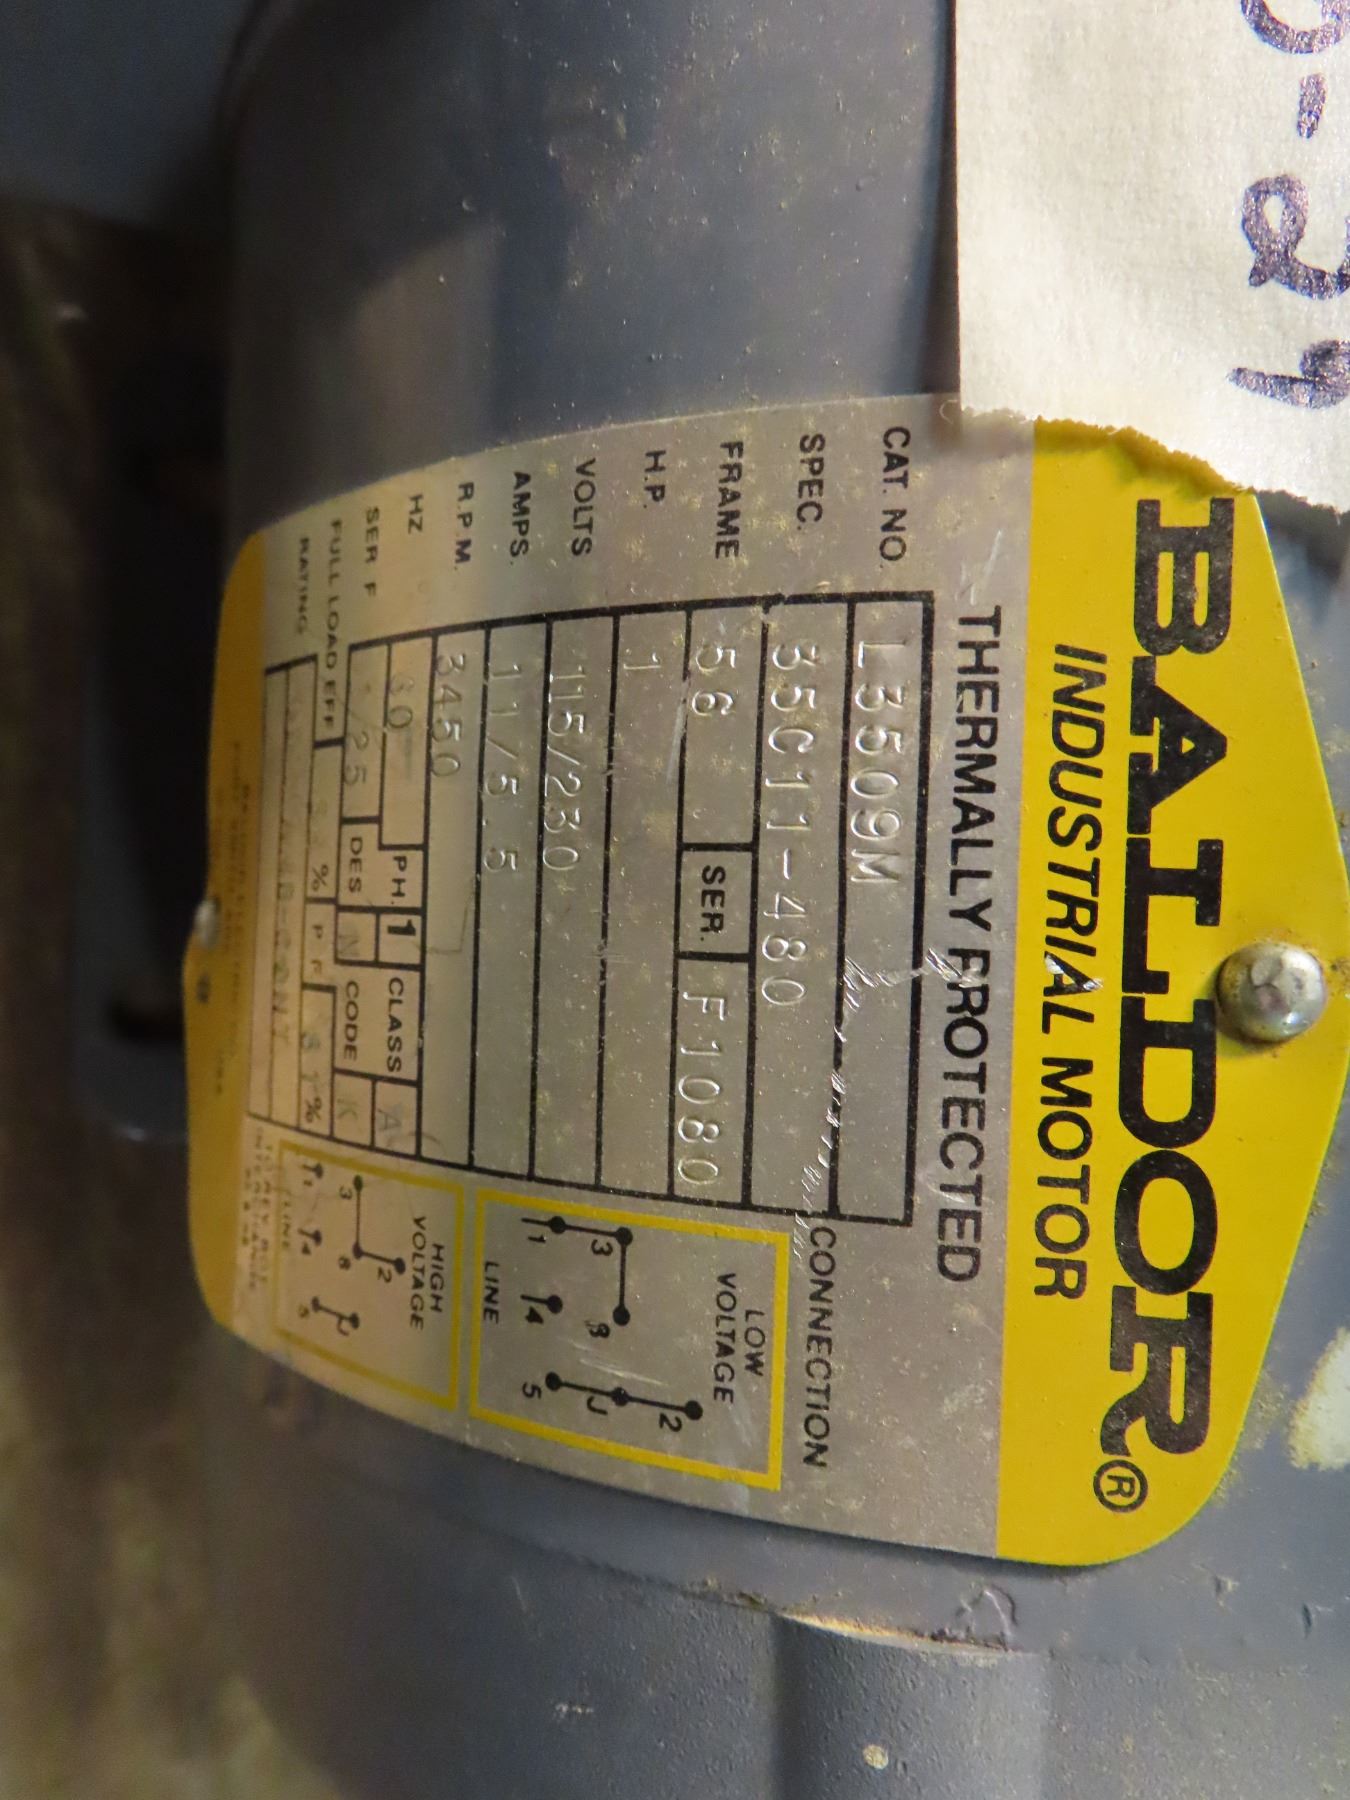 BALDOR®
INDUSTRIAL MOTOR
THERMALLY PROTECTED
CAT. NO. L3509M
SPEC. 35C11-480
FRAME 56 SER. F1080
H.P. 1
VOLTS 115/230
AMPS. 11/5.5
R.P.M. 3450
HZ 60 PH. 1 CLASS A
SER F .25 DES N CODE K
FULL LOAD EFF % P F %
RATING
CONNECTION
LOW
VOLTAGE
2
3 8 J
1 4 5
LINE
HIGH
VOLTAGE
2
3 8 J
1 4 5
LINE